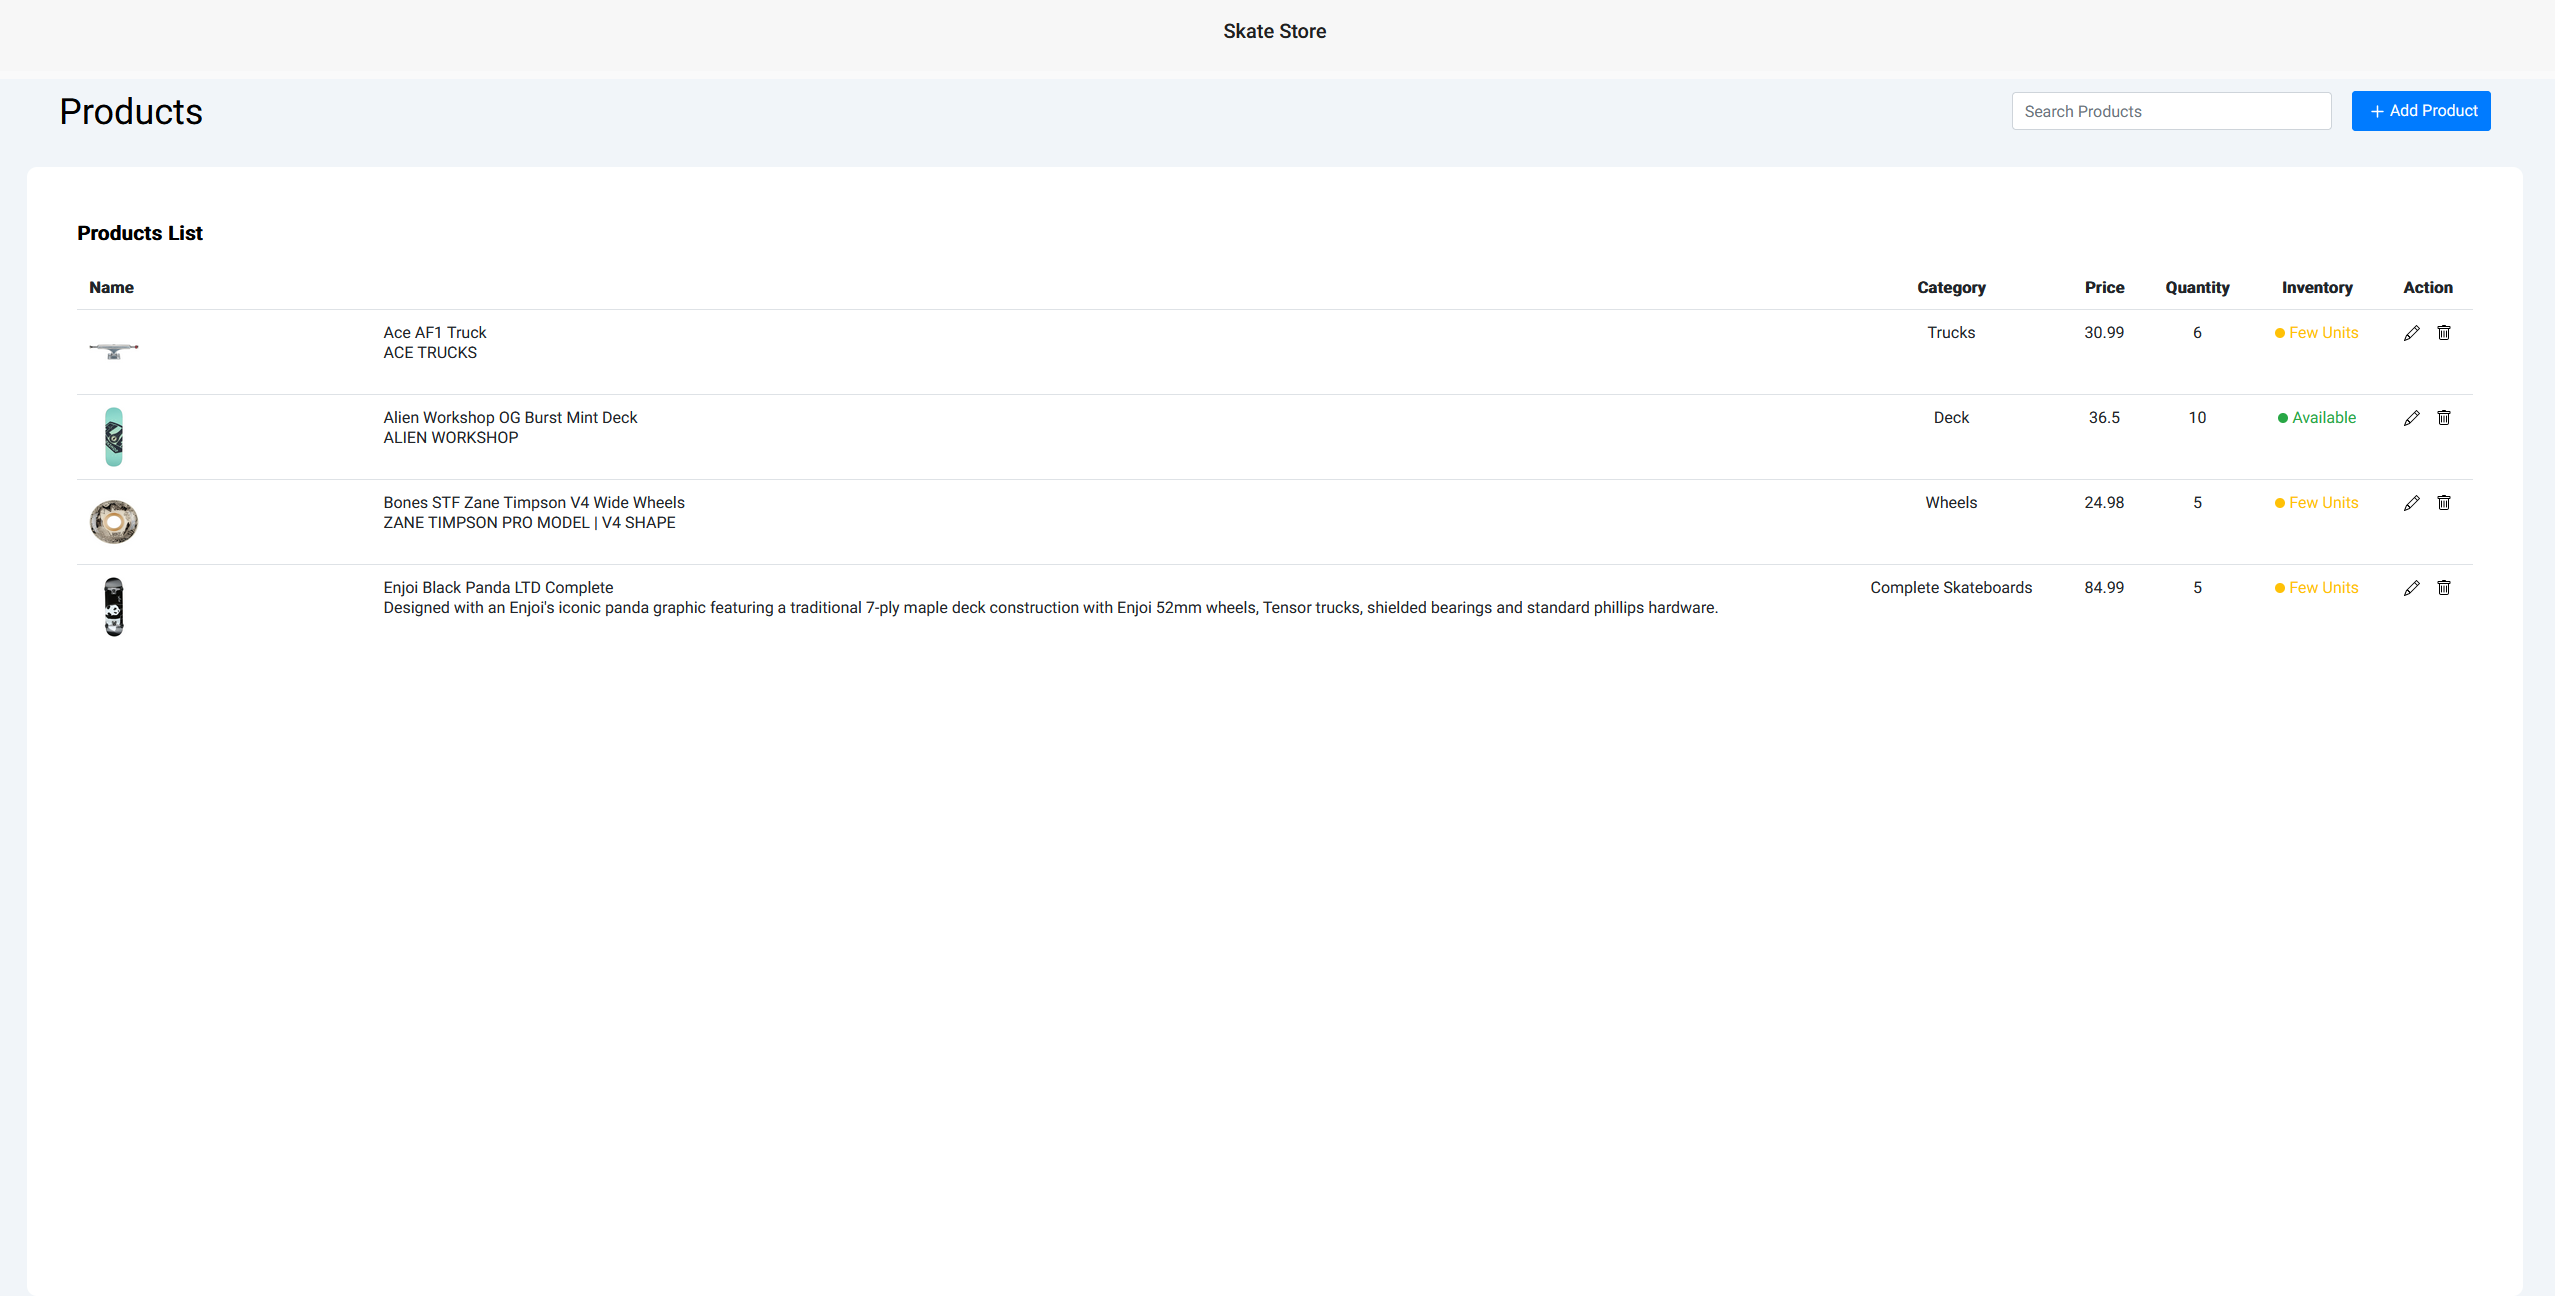 Skate Store
Products
Search Products
+ Add Product
Products List
Name Category Price Quantity Inventory Action
Ace AF1 Truck Trucks 30.99 6 Few Units
ACE TRUCKS
Alien Workshop OG Burst Mint Deck Deck 36.5 10 Available
ALIEN WORKSHOP
Bones STF Zane Timpson V4 Wide Wheels Wheels 24.98 5 Few Units
ZANE TIMPSON PRO MODEL | V4 SHAPE
Enjoi Black Panda LTD Complete Complete Skateboards 84.99 5 Few Units
Designed with an Enjoi's iconic panda graphic featuring a traditional 7-ply maple deck construction with Enjoi 52mm wheels, Tensor trucks, shielded bearings and standard phillips hardware.